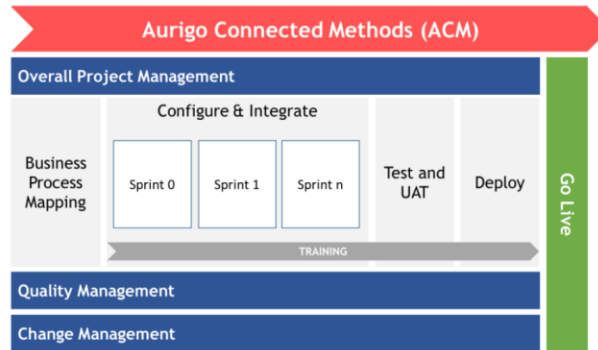 Aurigo Connected Methods (ACM)
Overall Project Management
Configure & Integrate
Business
Process
Mapping
Sprint 0
Sprint 1
Sprint n
Test and
UAT
Deploy
Go Live
TRAINING
Quality Management
Change Management